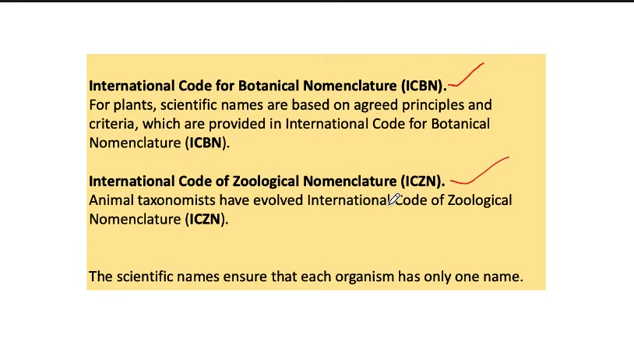 International Code for Botanical Nomenclature (ICBN).
For plants, scientific names are based on agreed principles and
criteria, which are provided in International Code for Botanical
Nomenclature (ICBN).
International Code of Zoological Nomenclature (ICZN).
Animal taxonomists have evolved International Code of Zoological
Nomenclature (ICZN).
The scientific names ensure that each organism has only one name.